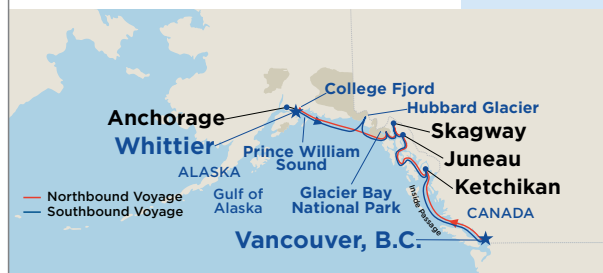 College Fjord
Hubbard Glacier
Anchorage
Skagway
Whittier
Juneau
Prince William
Sound
ALASKA
Ketchikan
Glacier Bay
National Park
Gulf of
Alaska
Northbound Voyage
Southbound Voyage
Inside Passage
CANADA
Vancouver, B.C.